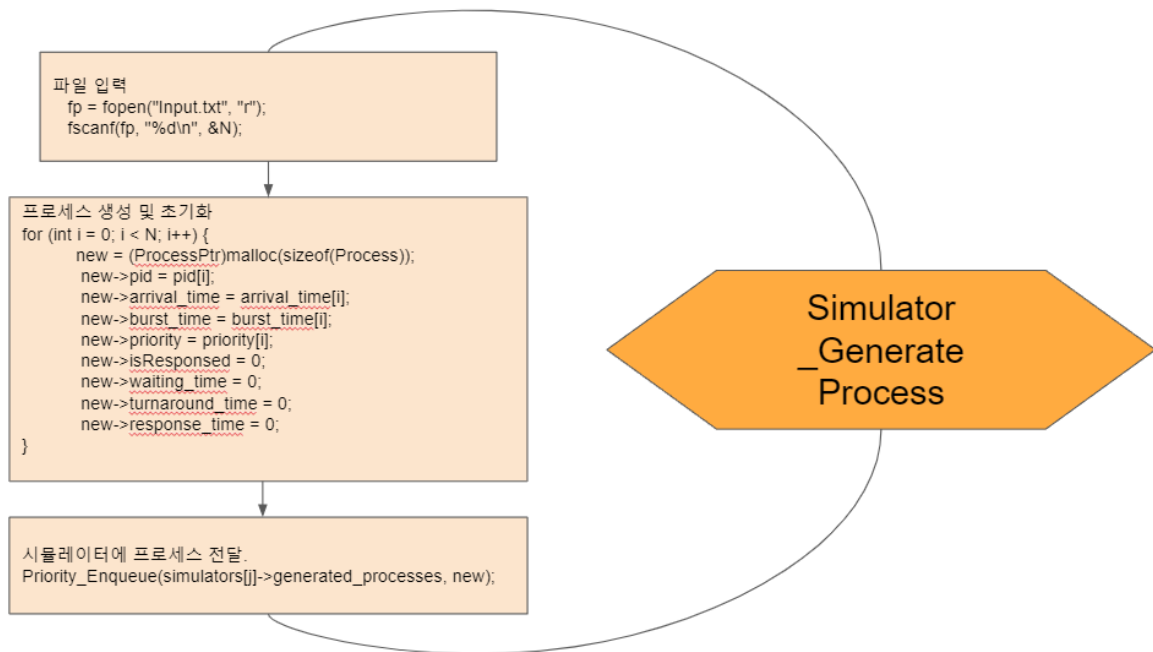 파일 입력
fp = fopen("Input.txt", "r");
fscanf(fp, "%d\n", &N);
프로세스 생성 및 초기화
for (int i = 0; i < N; i++) {
new = (ProcessPtr)malloc(sizeof(Process));
new->pid = pid[i];
new->arrival_time = arrival_time[i];
new->burst_time = burst_time[i];
new->priority = priority[i];
new->isResponsed = 0;
new->waiting_time = 0;
new->turnaround_time = 0;
new->response_time = 0;
}
시뮬레이터에 프로세스 전달.
Priority_Enqueue(simulators[j]->generated_processes, new);
Simulator
_Generate
_Process